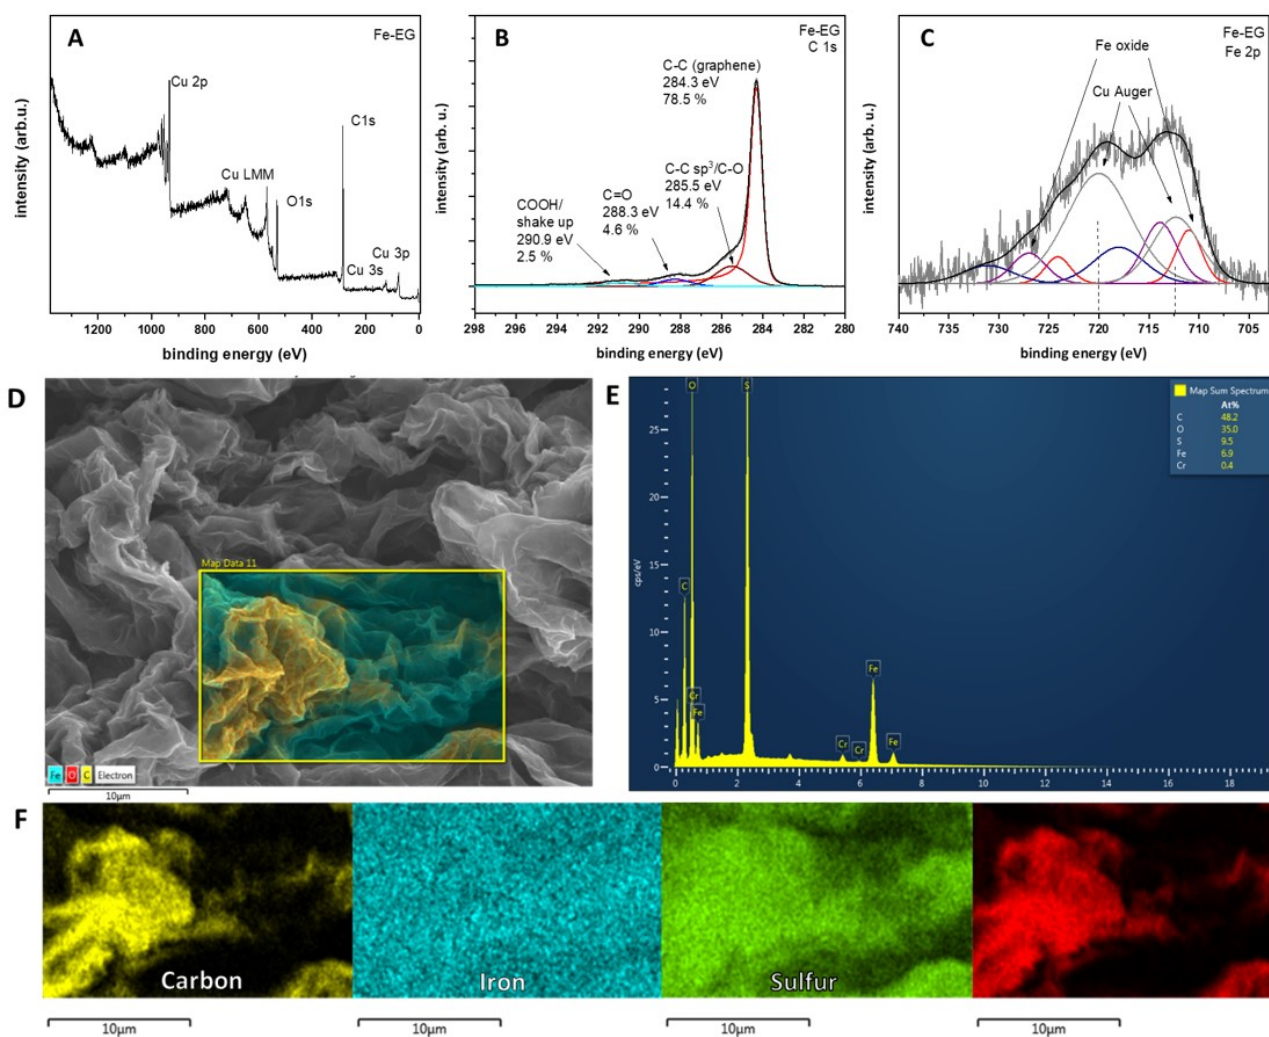 A
Fe-EG
Cu 2p
C1s
Cu LMM
O1s
Cu 3p
Cu 3s
intensity (arb.u.)
1200 1000 800 600 400 200 0
binding energy (eV)
B
Fe-EG
C 1s
C-C (graphene)
284.3 eV
78.5 %
C-C sp³/C-O
285.5 eV
14.4 %
C=O
288.3 eV
4.6 %
COOH/
shake up
290.9 eV
2.5 %
intensity (arb. u.)
298 296 294 292 290 288 286 284 282 280
binding energy (eV)
C
Fe-EG
Fe 2p
Fe oxide
Cu Auger
intensity (arb.u.)
740 735 730 725 720 715 710 705
binding energy (eV)
D
Map Data 11
Fe O C Electron
10µm
E
O
S
C
Cr
Fe
Cr
Cr
Fe
Fe
Map Sum Spectrum
At%
C 48.2
O 35.0
S 9.5
Fe 6.9
Cr 0.4
cps/eV
25
20
15
10
5
0
0 2 4 6 8 10 12 14 16 18
F
Carbon
Iron
Sulfur
10µm
10µm
10µm
10µm